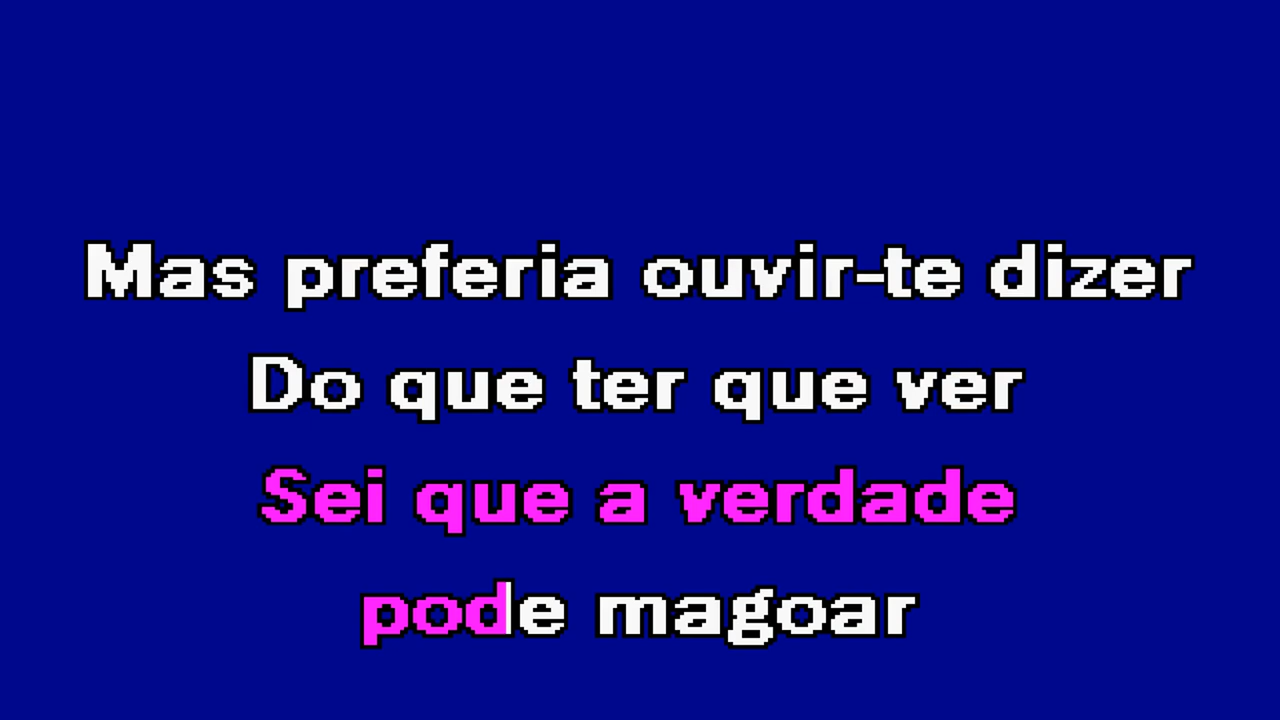 Mas preferia ouvir-te dizer
Do que ter que ver
Sei que a verdade
pode magoar